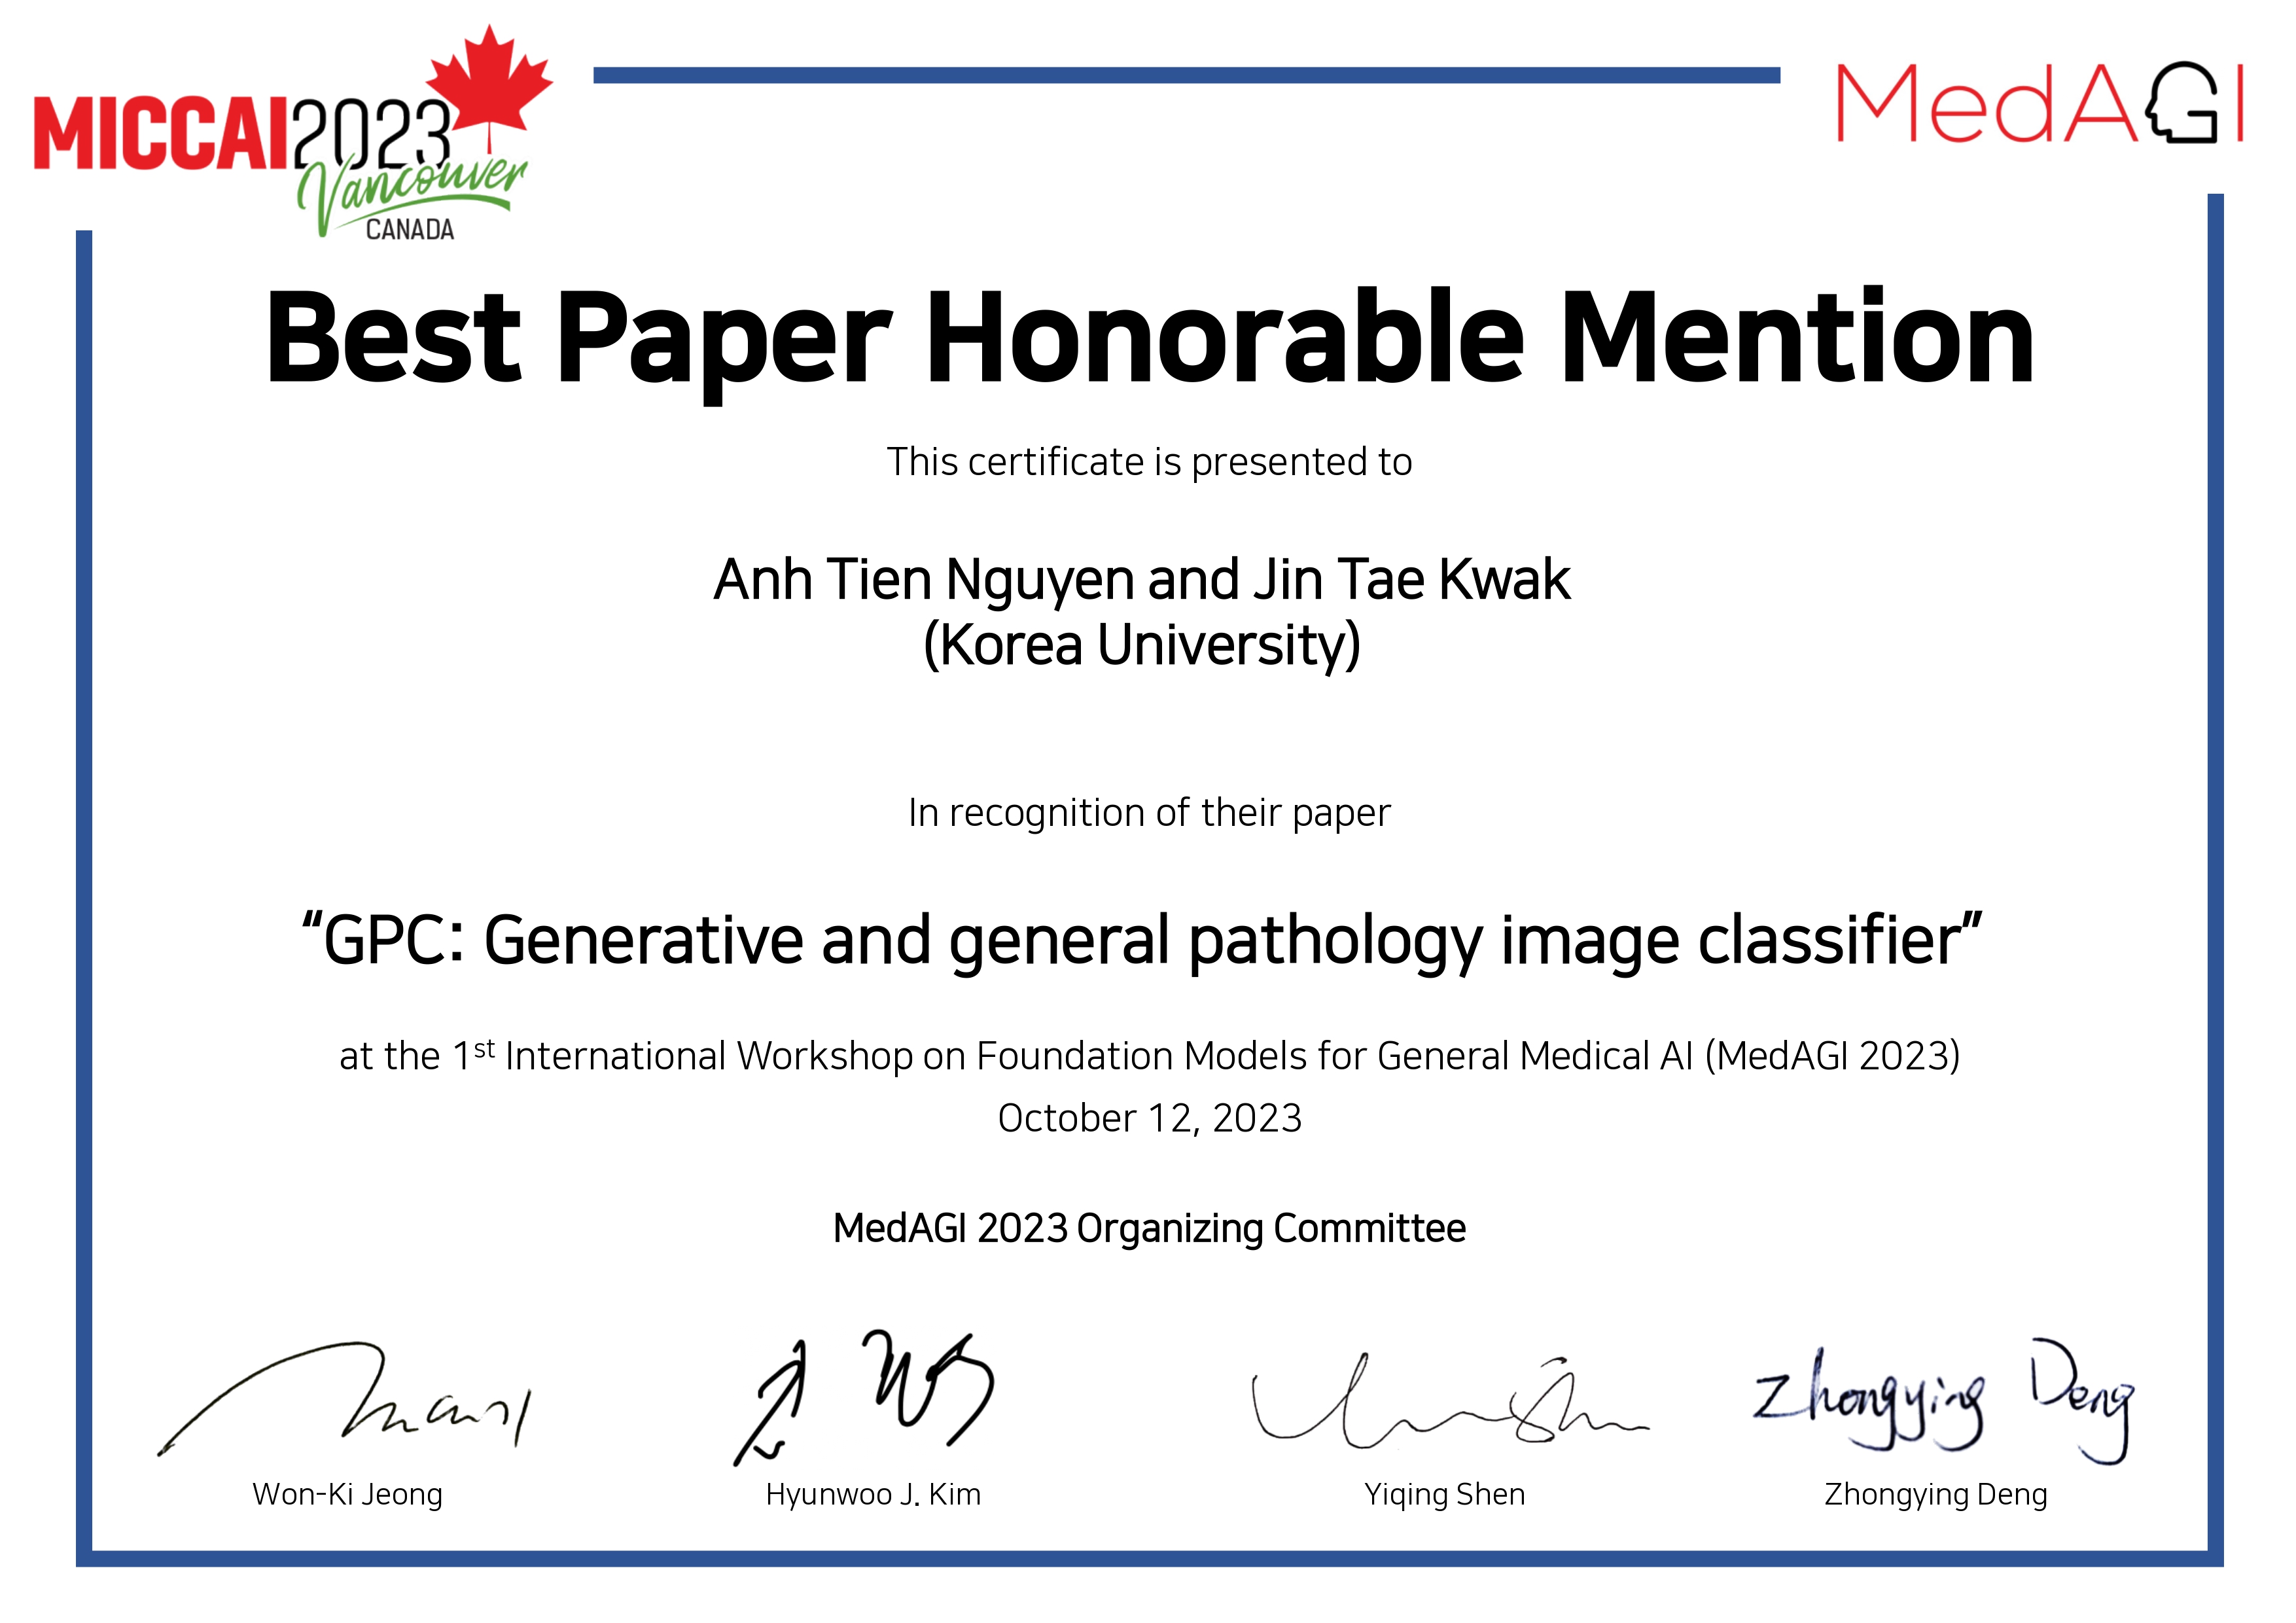 MICCAI2023
Vancouver
CANADA
MedAGI
Best Paper Honorable Mention
This certificate is presented to
Anh Tien Nguyen and Jin Tae Kwak
(Korea University)
In recognition of their paper
“GPC: Generative and general pathology image classifier”
at the 1st International Workshop on Foundation Models for General Medical AI (MedAGI 2023)
October 12, 2023
MedAGI 2023 Organizing Committee
Zhongying Deng
Won-Ki Jeong
Hyunwoo J. Kim
Yiqing Shen
Zhongying Deng